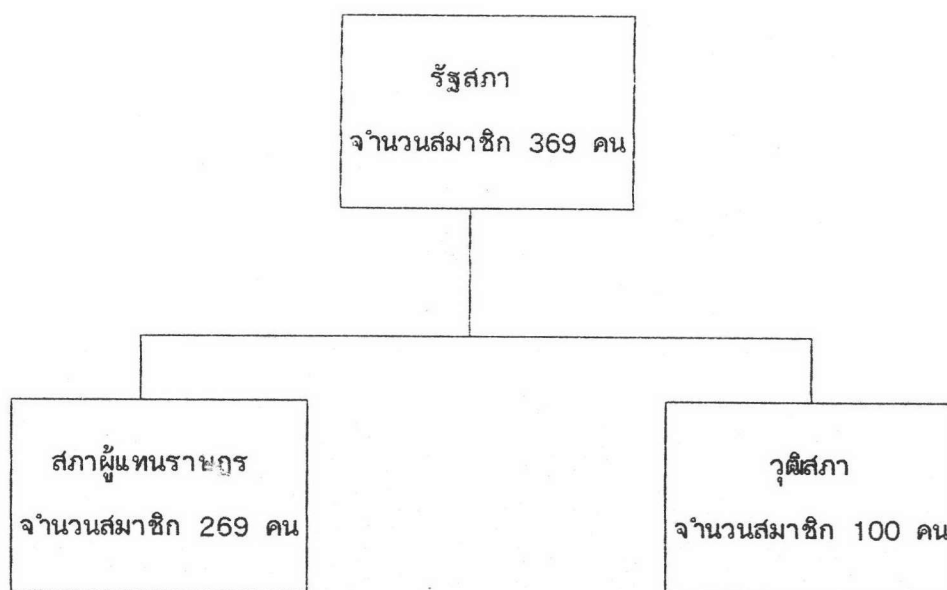 รัฐสภา
จำนวนสมาชิก 369 คน
สภาผู้แทนราษฎร
จำนวนสมาชิก 269 คน
วุฒิสภา
จำนวนสมาชิก 100 คน